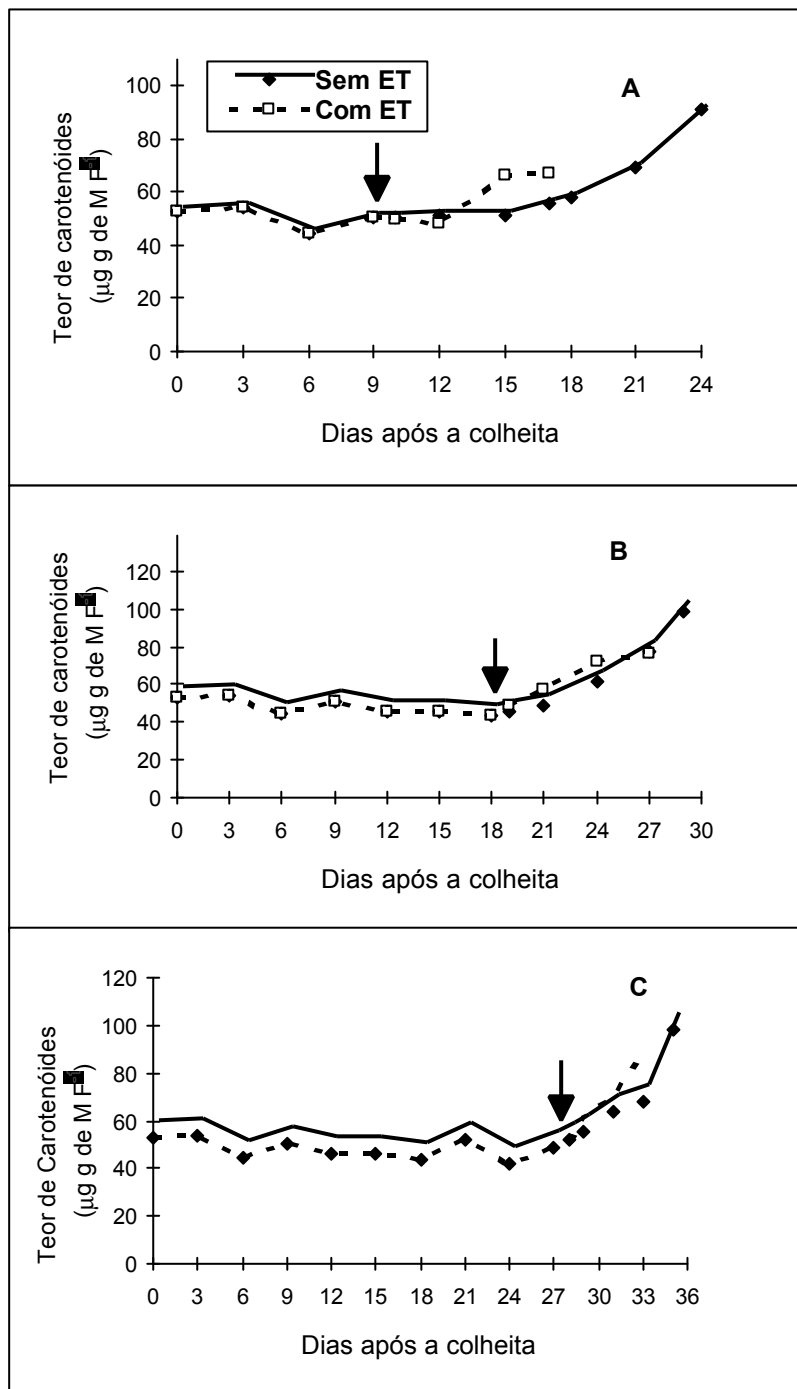 Sem ET
Com ET
A
100
80
60
40
20
0
0 3 6 9 12 15 18 21 24
Teor de carotenóides
(μg g de M F )
Dias após a colheita
B
120
100
80
60
40
20
0
0 3 6 9 12 15 18 21 24 27 30
Teor de carotenóides
(μg g de M F )
Dias após a colheita
C
120
100
80
60
40
20
0
0 3 6 9 12 15 18 21 24 27 30 33 36
Teor de Carotenóides
(μg g de M F )
Dias após a colheita